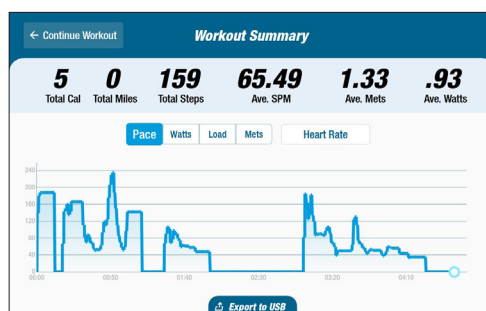 ← Continue Workout
Workout Summary
5 0 159 65.49 1.33 .93
Total Cal Total Miles Total Steps Ave. SPM Ave. Mets Ave. Watts
Pace Watts Load Mets Heart Rate
240
200
160
120
80
40
0
00:00 00:50 01:40 02:30 03:20 04:10
Export to USB